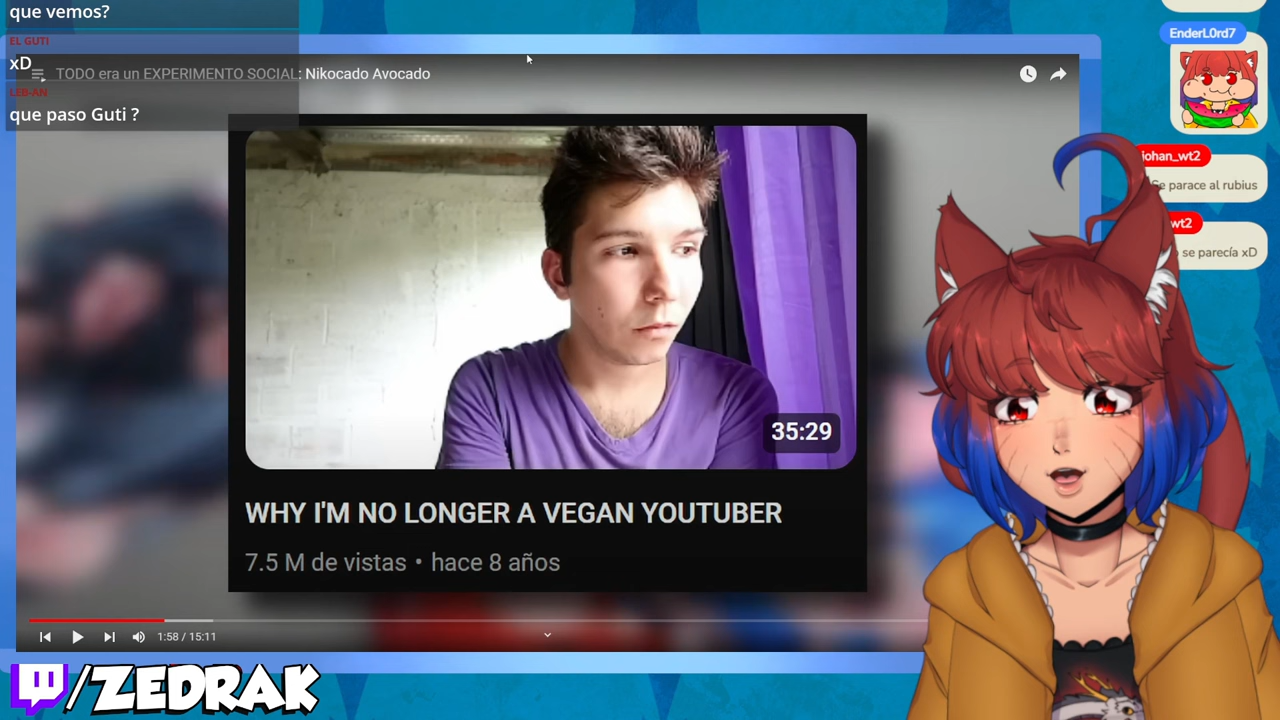 que vemos?
EL GUTI
xD
LEB-AN
que paso Guti ?
TODO era un EXPERIMENTO SOCIAL: Nikocado Avocado
35:29
WHY I'M NO LONGER A VEGAN YOUTUBER
7.5 M de vistas • hace 8 años
1:58 / 15:11
/ZEDRAK
EnderL0rd7
johan_wt2
Se parace al rubius
wt2
se parecía xD